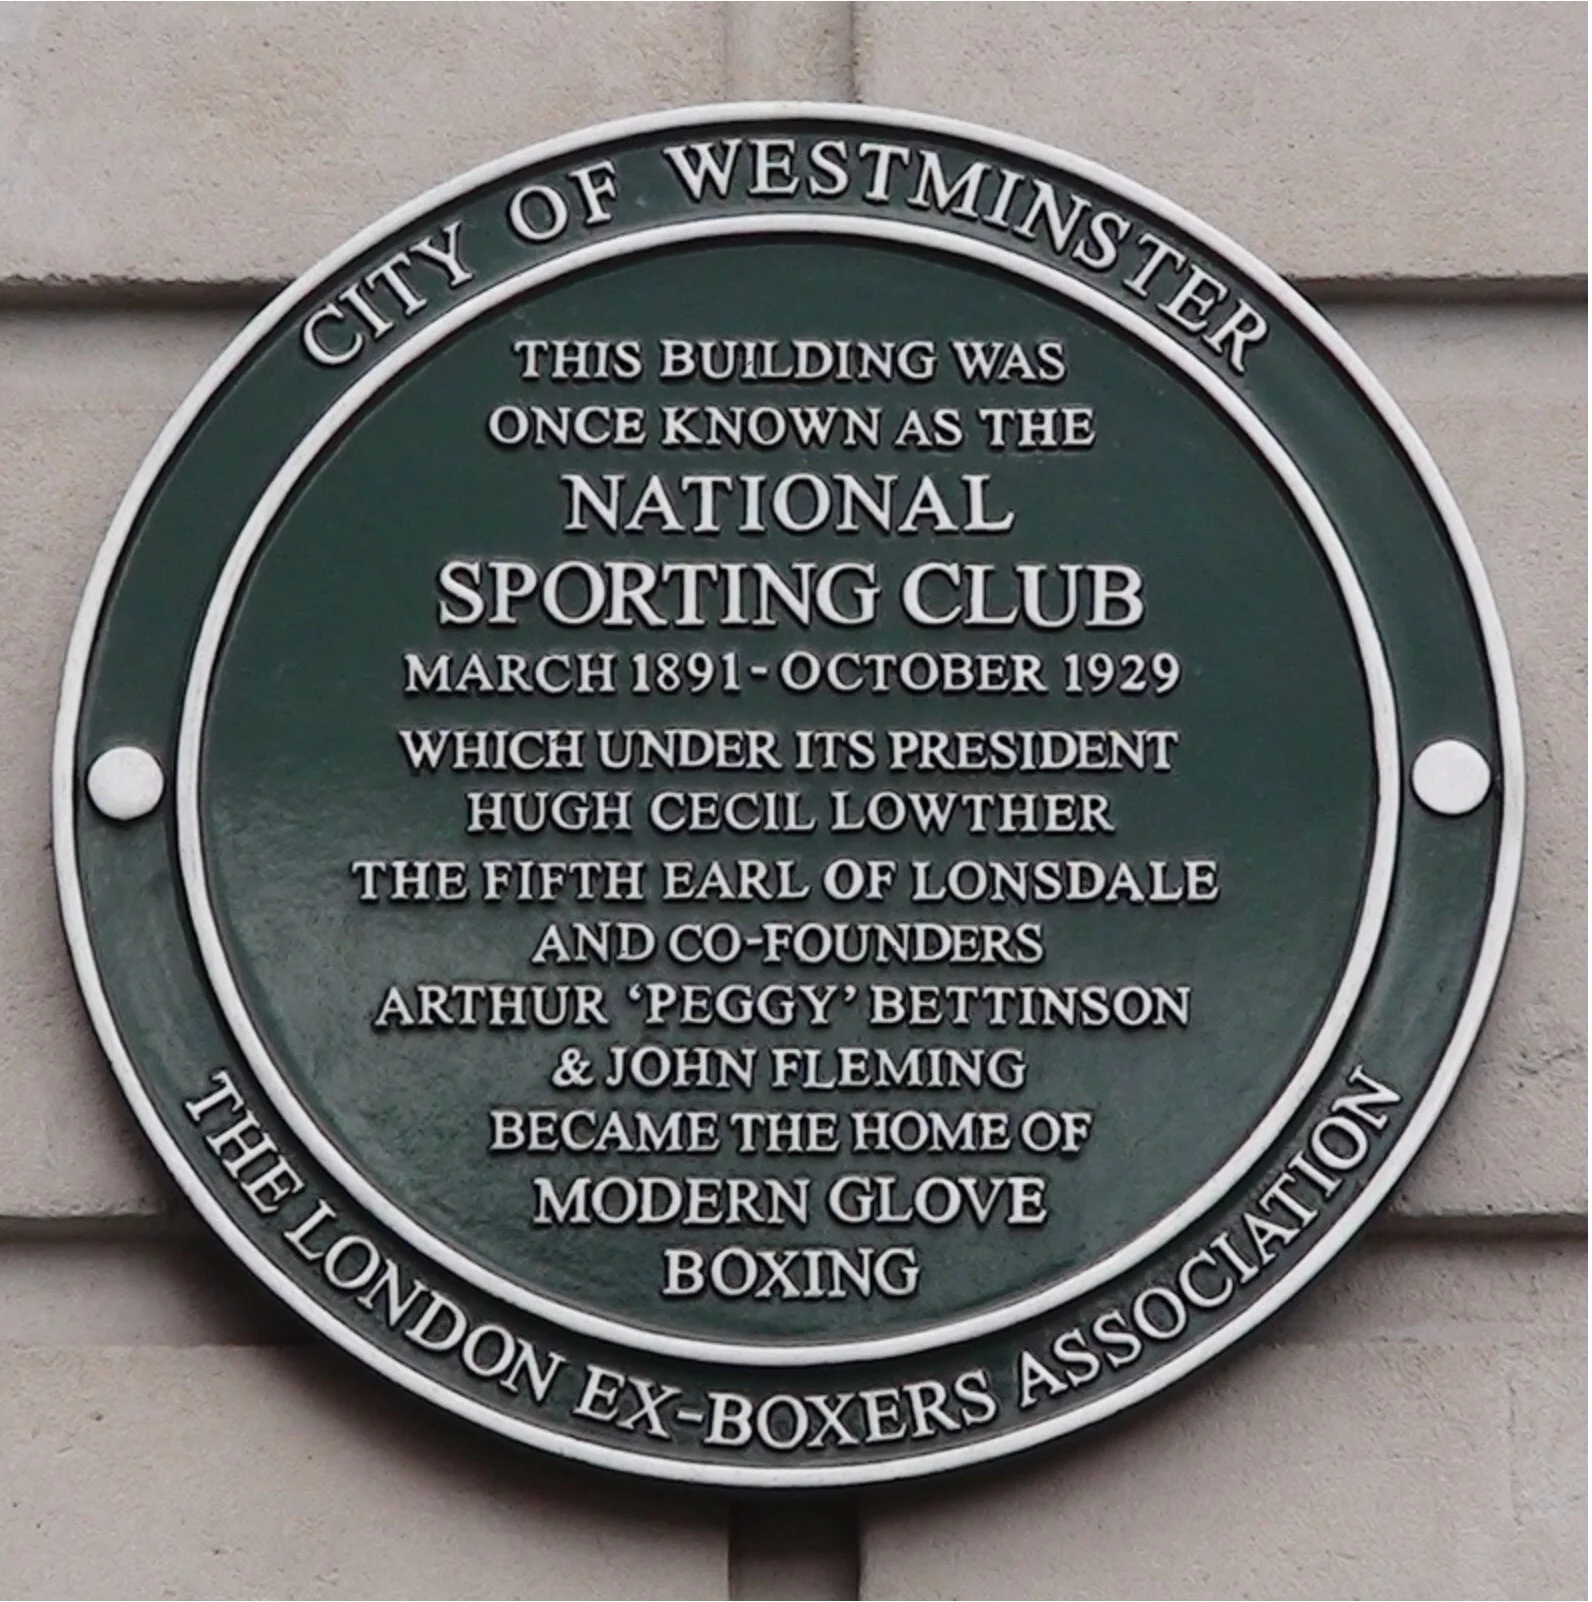 CITY OF WESTMINSTER
THIS BUILDING WAS
ONCE KNOWN AS THE
NATIONAL
SPORTING CLUB
MARCH 1891-OCTOBER 1929
WHICH UNDER ITS PRESIDENT
HUGH CECIL LOWTHER
THE FIFTH EARL OF LONSDALE
AND CO-FOUNDERS
ARTHUR ‘PEGGY’ BETTINSON
& JOHN FLEMING
BECAME THE HOME OF
MODERN GLOVE
BOXING
THE LONDON EX-BOXERS ASSOCIATION